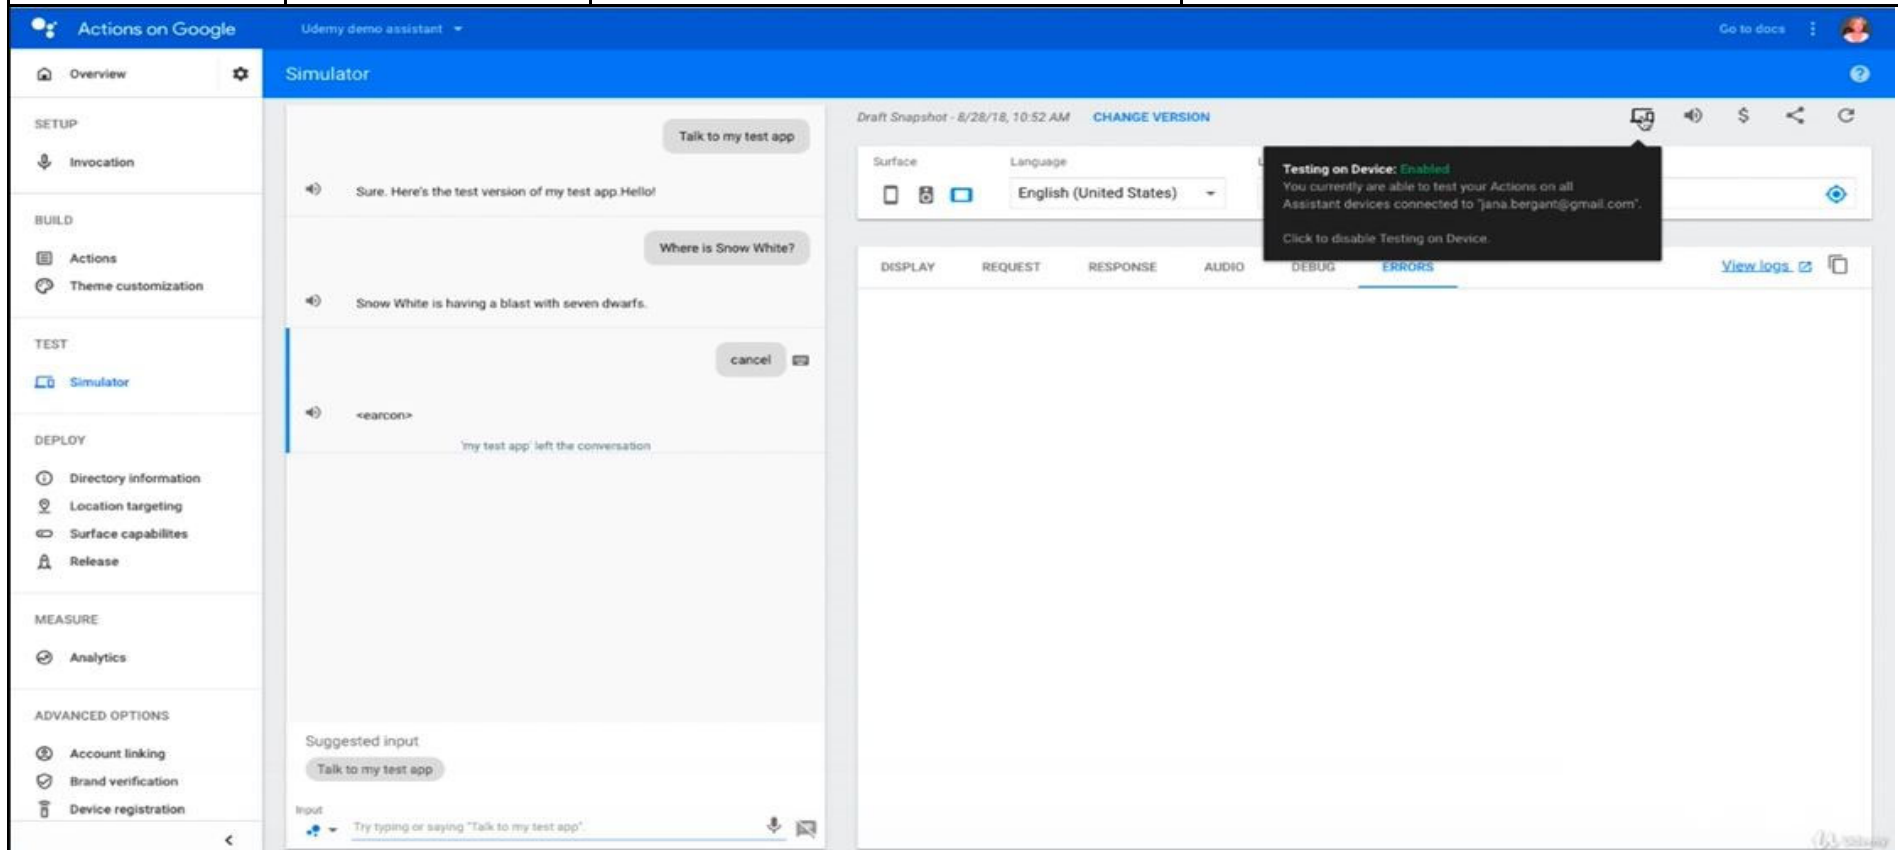 Actions on Google
Udemy demo assistant
Go to docs
Overview
Simulator
SETUP
Invocation
BUILD
Actions
Theme customization
TEST
Simulator
DEPLOY
Directory information
Location targeting
Surface capabilites
Release
MEASURE
Analytics
ADVANCED OPTIONS
Account linking
Brand verification
Device registration
Talk to my test app
Sure. Here's the test version of my test app.Hello!
Where is Snow White?
Snow White is having a blast with seven dwarfs.
cancel
<earcon>
'my test app' left the conversation
Suggested input
Talk to my test app
Input
Try typing or saying "Talk to my test app".
Draft Snapshot - 8/28/18, 10:52 AM CHANGE VERSION
Surface
Language
English (United States)
Testing on Device: Enabled
You currently are able to test your Actions on all
Assistant devices connected to "jana.bergant@gmail.com".
Click to disable Testing on Device.
DISPLAY REQUEST RESPONSE AUDIO DEBUG ERRORS
View logs